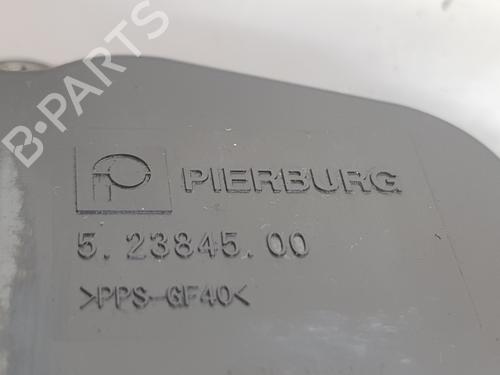 B-PARTS
PIERBURG
5.23845.00
>PPS-GF40<